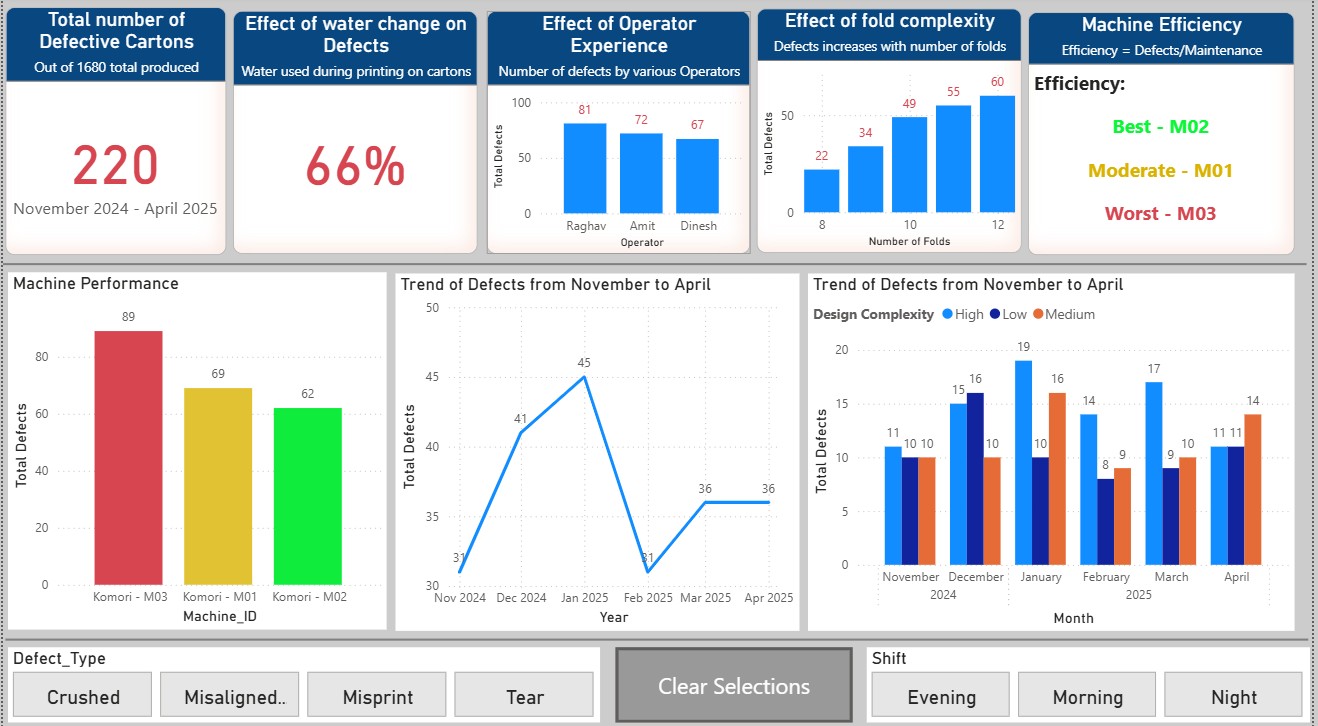 Total number of
Defective Cartons
Out of 1680 total produced
220
November 2024 - April 2025
Effect of water change on
Defects
Water used during printing on cartons
66%
Effect of Operator
Experience
Number of defects by various Operators
Total Defects
100
50
0
81
72
67
Raghav
Amit
Dinesh
Operator
Effect of fold complexity
Defects increases with number of folds
Total Defects
50
0
22
34
49
55
60
8
10
12
Number of Folds
Machine Efficiency
Efficiency = Defects/Maintenance
Efficiency:
Best - M02
Moderate - M01
Worst - M03
Machine Performance
Total Defects
80
60
40
20
0
89
69
62
Komori - M03
Komori - M01
Komori - M02
Machine_ID
Trend of Defects from November to April
Total Defects
50
45
40
35
30
31
41
45
31
36
36
Nov 2024
Dec 2024
Jan 2025
Feb 2025
Mar 2025
Apr 2025
Year
Trend of Defects from November to April
Design Complexity High Low Medium
Total Defects
20
15
10
5
0
11 10 10
15 16 10
19 10 16
14 8 9
17 9 10
11 11 14
November
December
January
February
March
April
2024
2025
Month
Defect_Type
Crushed
Misaligned..
Misprint
Tear
Clear Selections
Shift
Evening
Morning
Night